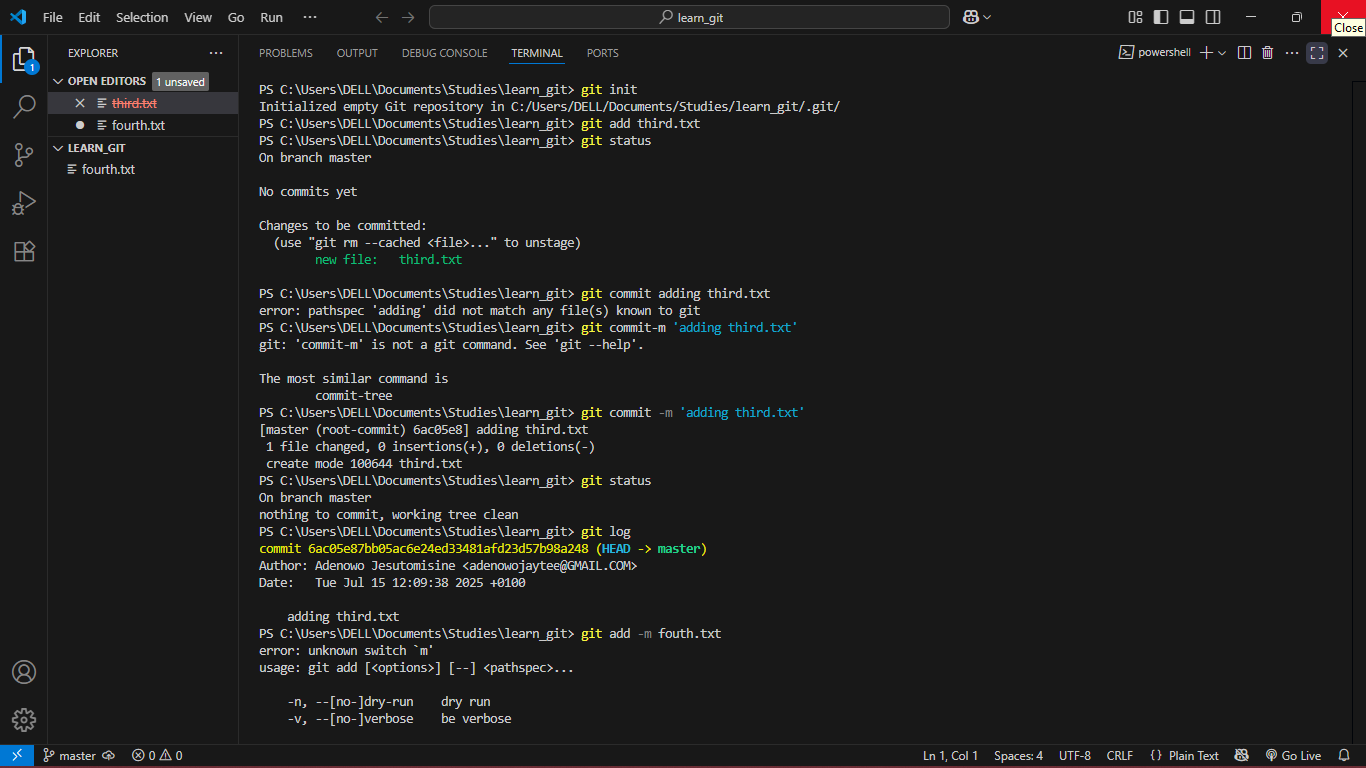 File Edit Selection View Go Run ··· learn_git
Close
EXPLORER ···
OPEN EDITORS 1 unsaved
third.txt
fourth.txt
LEARN_GIT
fourth.txt
1
PROBLEMS OUTPUT DEBUG CONSOLE TERMINAL PORTS powershell
PS C:\Users\DELL\Documents\Studies\learn_git> git init
Initialized empty Git repository in C:/Users/DELL/Documents/Studies/learn_git/.git/
PS C:\Users\DELL\Documents\Studies\learn_git> git add third.txt
PS C:\Users\DELL\Documents\Studies\learn_git> git status
On branch master
No commits yet
Changes to be committed:
(use "git rm --cached <file>..." to unstage)
new file: third.txt
PS C:\Users\DELL\Documents\Studies\learn_git> git commit adding third.txt
error: pathspec 'adding' did not match any file(s) known to git
PS C:\Users\DELL\Documents\Studies\learn_git> git commit-m 'adding third.txt'
git: 'commit-m' is not a git command. See 'git --help'.
The most similar command is
commit-tree
PS C:\Users\DELL\Documents\Studies\learn_git> git commit -m 'adding third.txt'
[master (root-commit) 6ac05e8] adding third.txt
1 file changed, 0 insertions(+), 0 deletions(-)
create mode 100644 third.txt
PS C:\Users\DELL\Documents\Studies\learn_git> git status
On branch master
nothing to commit, working tree clean
PS C:\Users\DELL\Documents\Studies\learn_git> git log
commit 6ac05e87bb05ac6e24ed33481afd23d57b98a248 (HEAD -> master)
Author: Adenowo Jesutomisine <adenowojaytee@GMAIL.COM>
Date: Tue Jul 15 12:09:38 2025 +0100
adding third.txt
PS C:\Users\DELL\Documents\Studies\learn_git> git add -m fouth.txt
error: unknown switch `m'
usage: git add [<options>] [--] <pathspec>...
-n, --[no-]dry-run dry run
-v, --[no-]verbose be verbose
master 0 0 Ln 1, Col 1 Spaces: 4 UTF-8 CRLF {} Plain Text Go Live